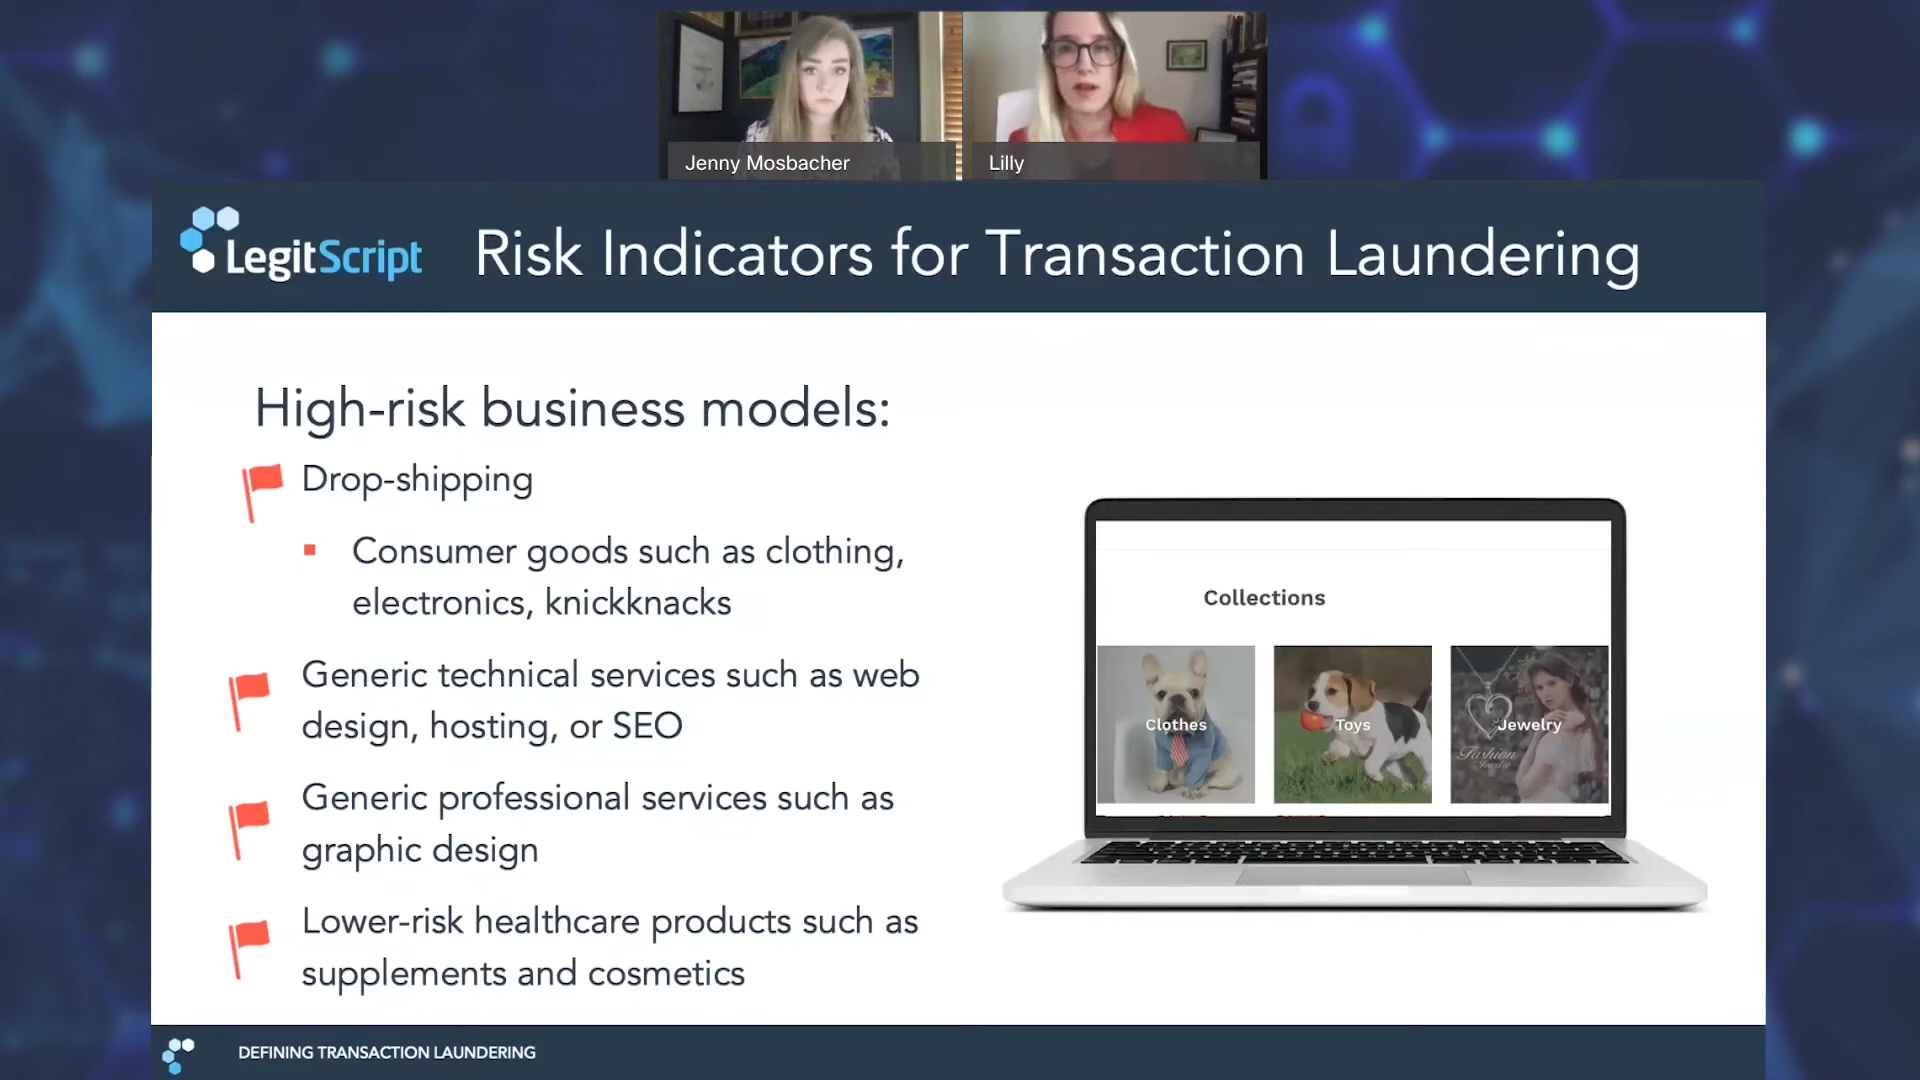 Jenny Mosbacher
Lilly
LegitScript
Risk Indicators for Transaction Laundering
High-risk business models:
Drop-shipping
Consumer goods such as clothing,
electronics, knickknacks
Generic technical services such as web
design, hosting, or SEO
Generic professional services such as
graphic design
Lower-risk healthcare products such as
supplements and cosmetics
Collections
Clothes
Toys
Jewelry
Fashion
DEFINING TRANSACTION LAUNDERING